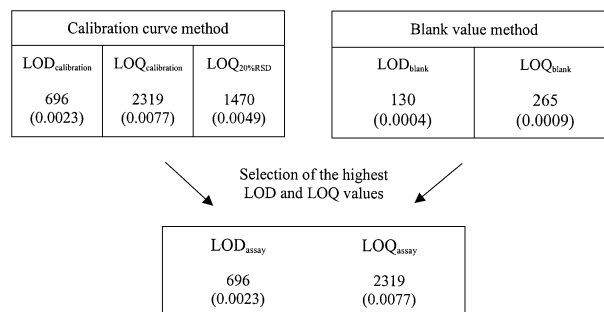 Calibration curve method
LODcalibration LOQcalibration LOQ20%RSD
696 2319 1470
(0.0023) (0.0077) (0.0049)
Blank value method
LODblank LOQblank
130 265
(0.0004) (0.0009)
Selection of the highest
LOD and LOQ values
LODassay LOQassay
696 2319
(0.0023) (0.0077)